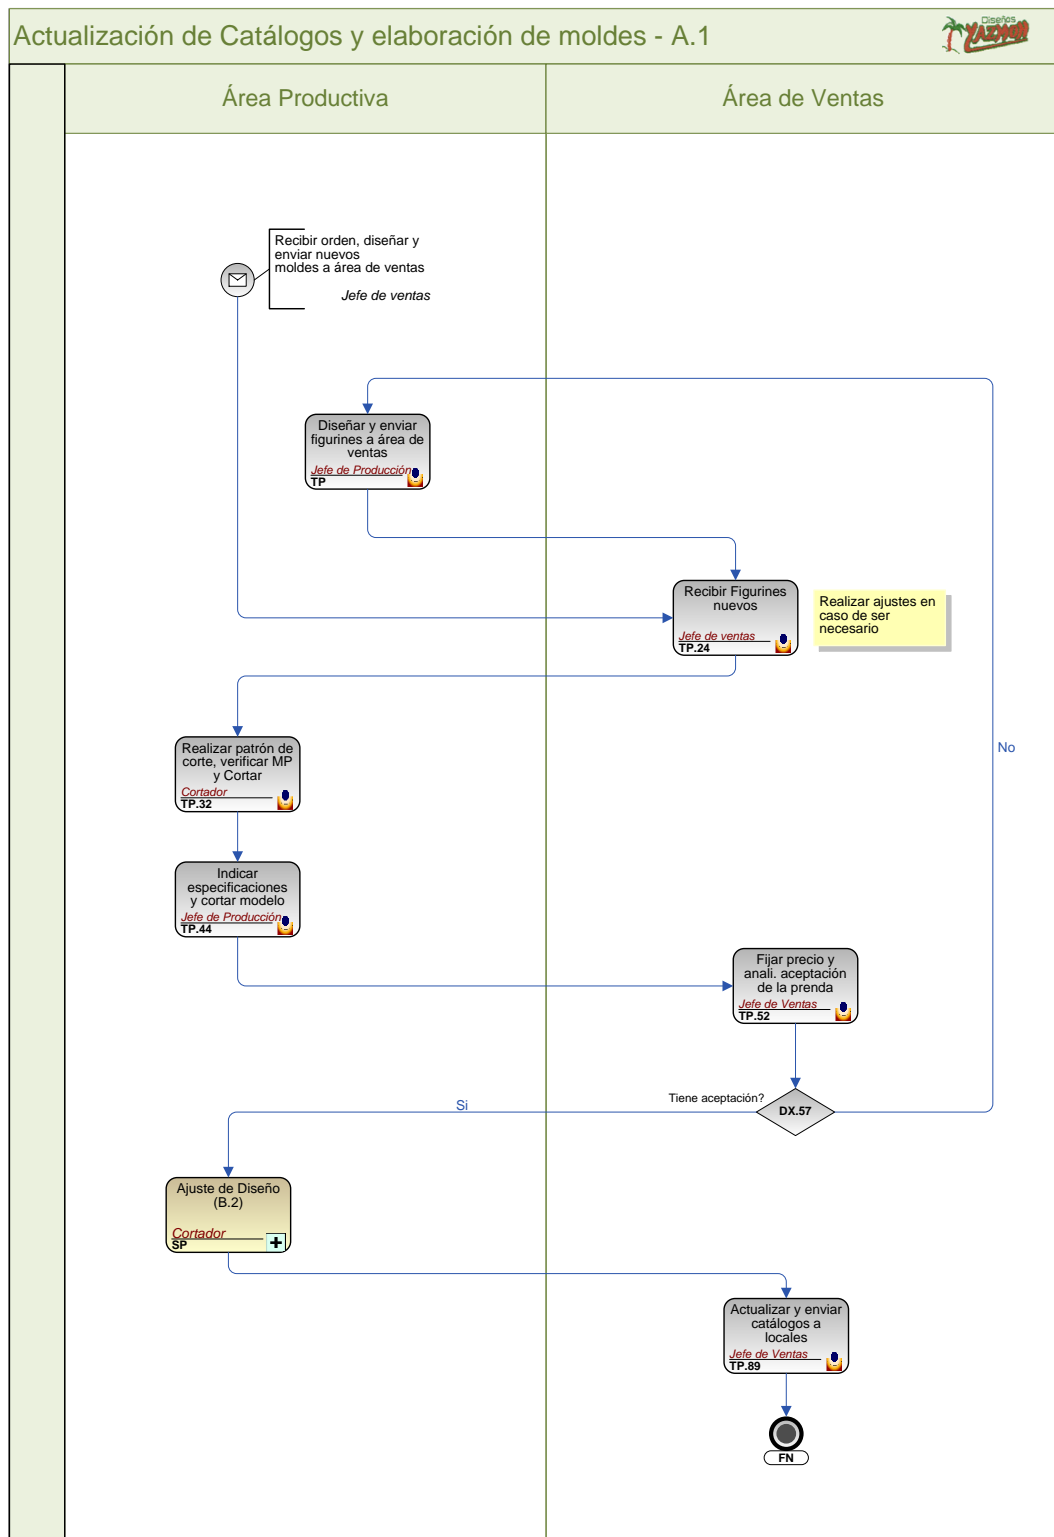 Actualización de Catálogos y elaboración de moldes - A.1
Diseños
YAZMON
Área Productiva
Área de Ventas
Recibir orden, diseñar y
enviar nuevos
moldes a área de ventas
Jefe de ventas
Diseñar y enviar
figurines a área de
ventas
Jefe de Producción
TP
Recibir Figurines
nuevos
Jefe de ventas
TP.24
Realizar ajustes en
caso de ser
necesario
Realizar patrón de
corte, verificar MP
y Cortar
Cortador
TP.32
No
Indicar
especificaciones
y cortar modelo
Jefe de Producción
TP.44
Fijar precio y
anali. aceptación
de la prenda
Jefe de Ventas
TP.52
Tiene aceptación?
DX.57
Si
Ajuste de Diseño
(B.2)
Cortador
SP
Actualizar y enviar
catálogos a
locales
Jefe de Ventas
TP.89
FN